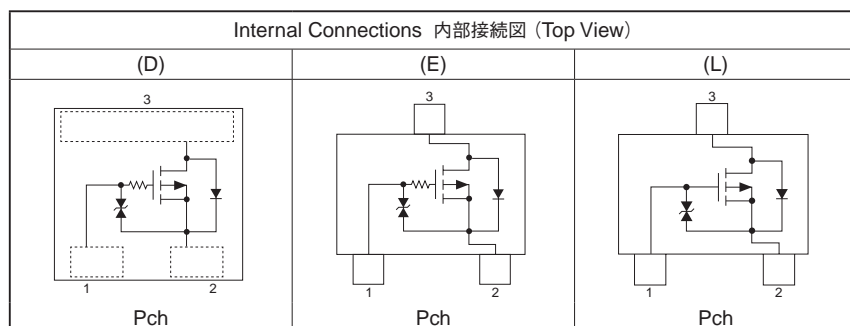 Internal Connections 内部接続図 (Top View)
(D) (E) (L)
3 3 3
1 2 1 2 1 2
Pch Pch Pch